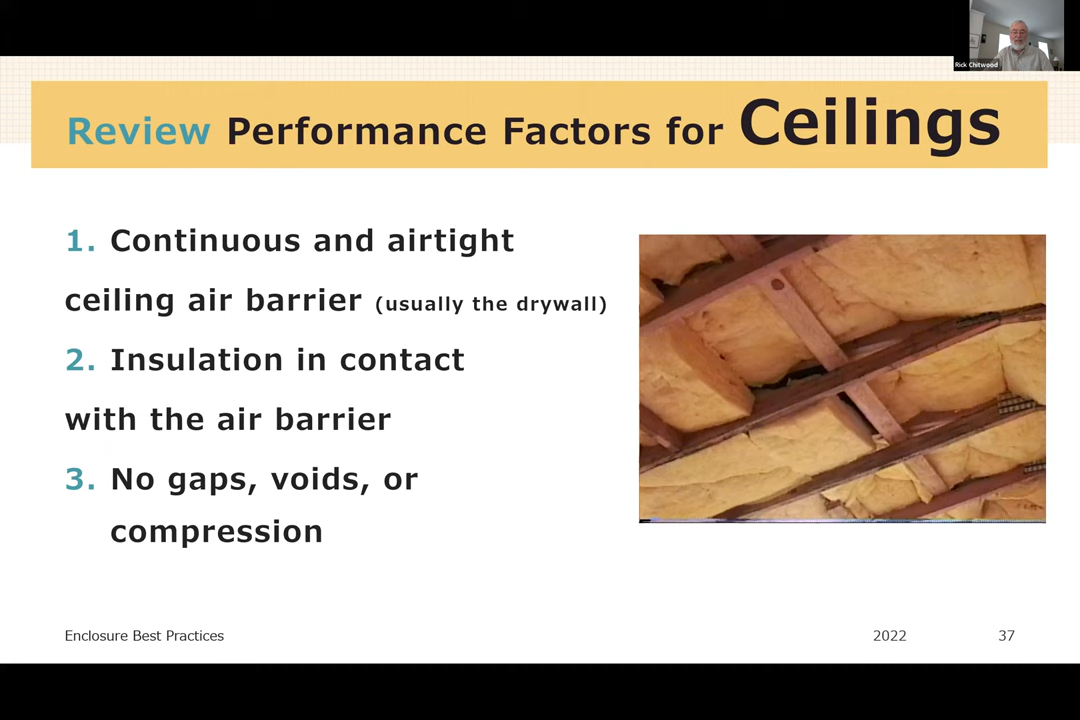 Rick Chitwood
Review Performance Factors for Ceilings
1. Continuous and airtight
ceiling air barrier (usually the drywall)
2. Insulation in contact
with the air barrier
3. No gaps, voids, or
compression
Enclosure Best Practices 2022 37